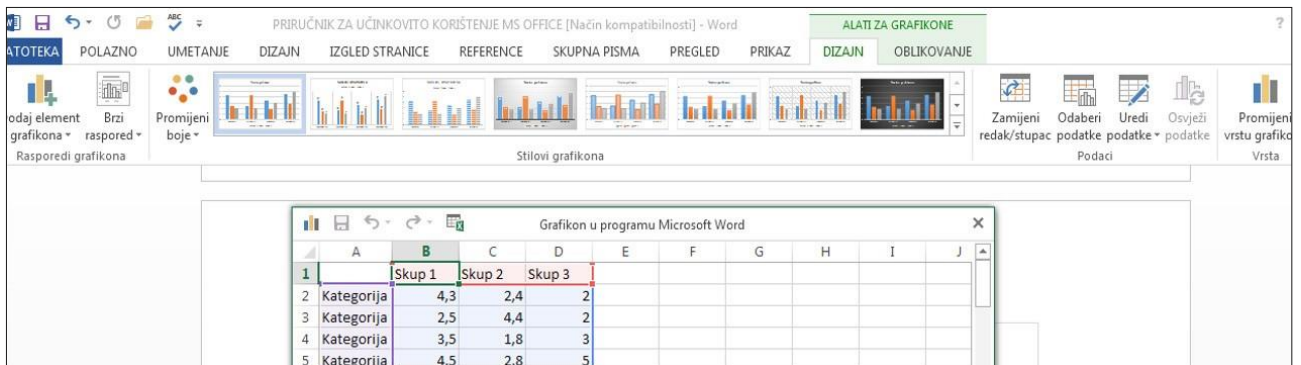 ABC
PRIRUČNIK ZA UČINKOVITO KORIŠTENJE MS OFFICE [Način kompatibilnosti] - Word
ALATI ZA GRAFIKONE
?
ATOTEKA POLAZNO UMETANJE DIZAJN IZGLED STRANICE REFERENCE SKUPNA PISMA PREGLED PRIKAZ DIZAJN OBLIKOVANJE
odaj element grafikona
Brzi raspored
Promijeni boje
Zamijeni redak/stupac
Odaberi podatke
Uredi podatke
Osvježi podatke
Promijeni vrstu grafiko
Rasporedi grafikona Stilovi grafikona Podaci Vrsta
Grafikon u programu Microsoft Word
A B C D E F G H I J
1 Skup 1 Skup 2 Skup 3
2 Kategorija 4,3 2,4 2
3 Kategorija 2,5 4,4 2
4 Kategorija 3,5 1,8 3
5 Kategorija 4,5 2,8 5